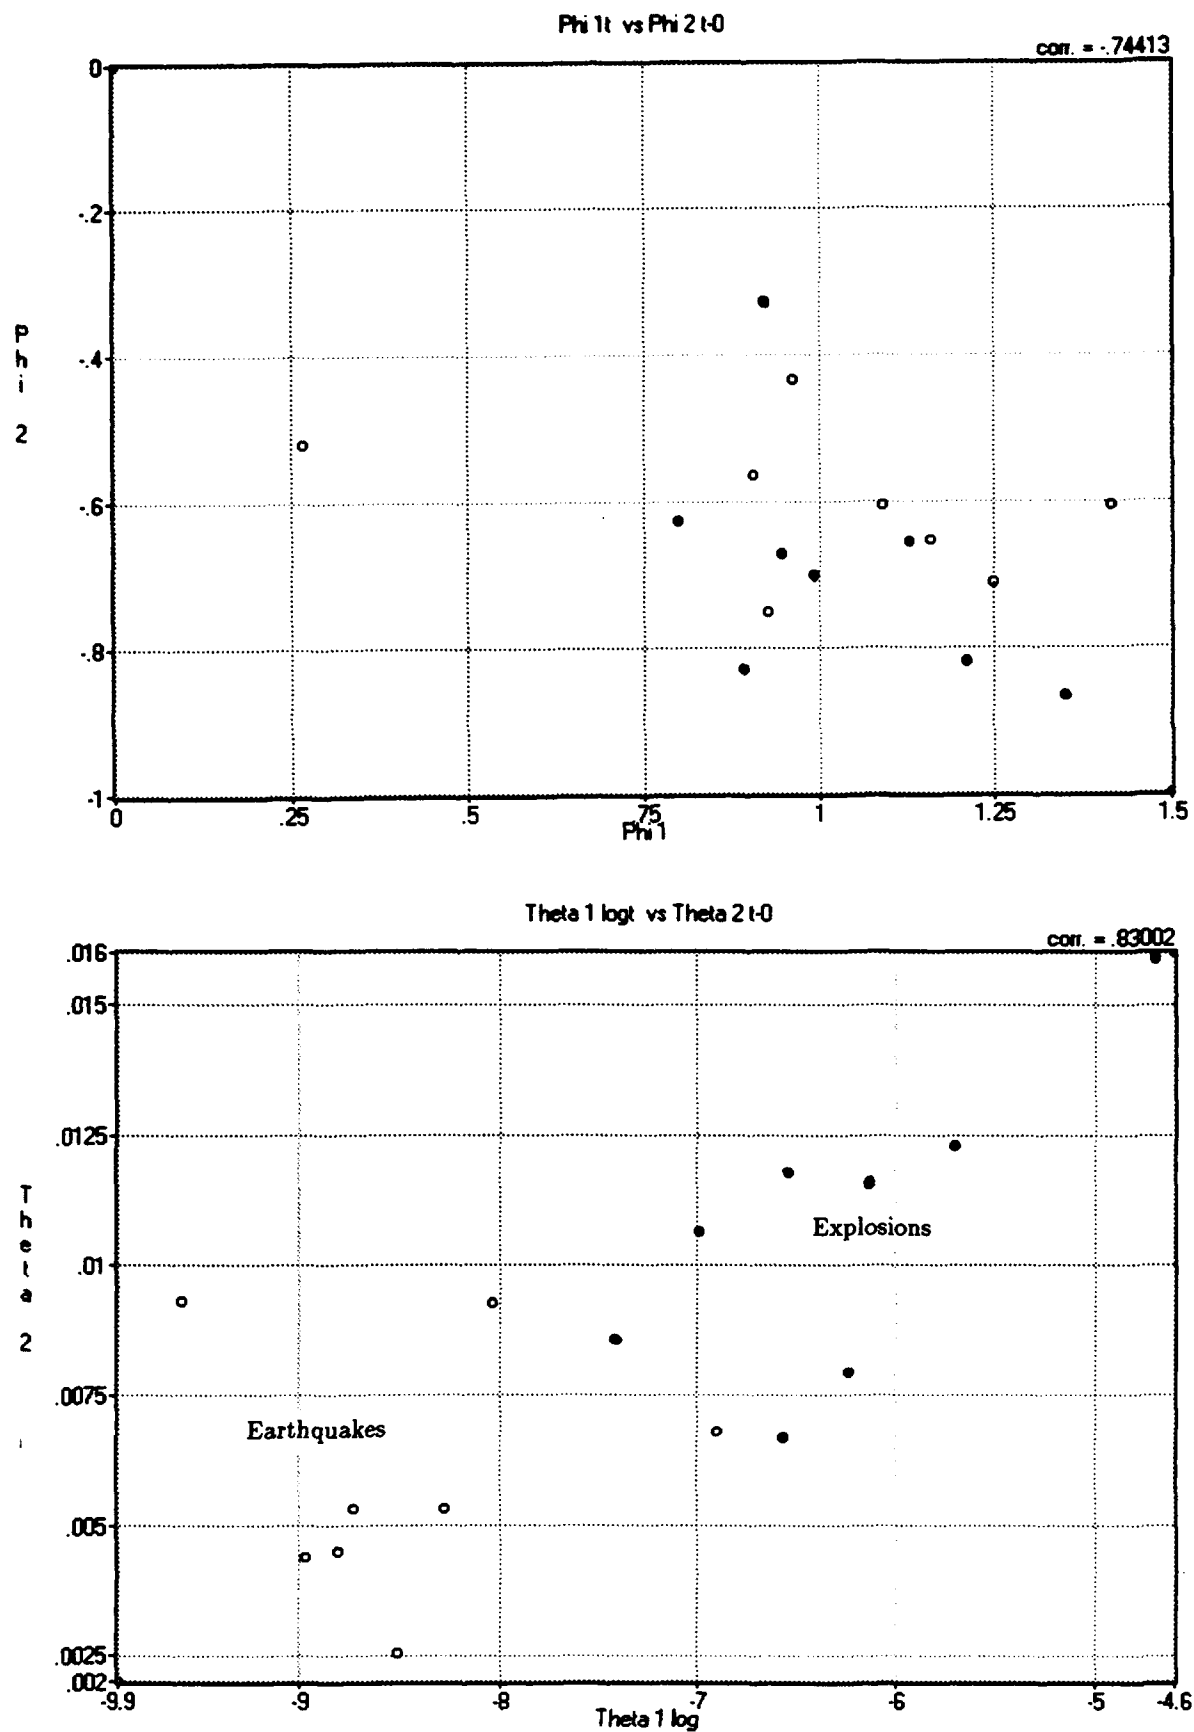 Phi 1t vs Phi 2 t-0
corr. = -.74413
0
-.2
-.4
-.6
-.8
-1
Phi 2
0 .25 .5 .75 1 1.25 1.5
Phi 1
Theta 1 logt vs Theta 2 t-0
corr. = .83002
.016
.015
.0125
.01
.0075
.005
.0025
.002
Theta 2
Explosions
Earthquakes
-9.9 -9 -8 -7 -6 -5 -4.6
Theta 1 log